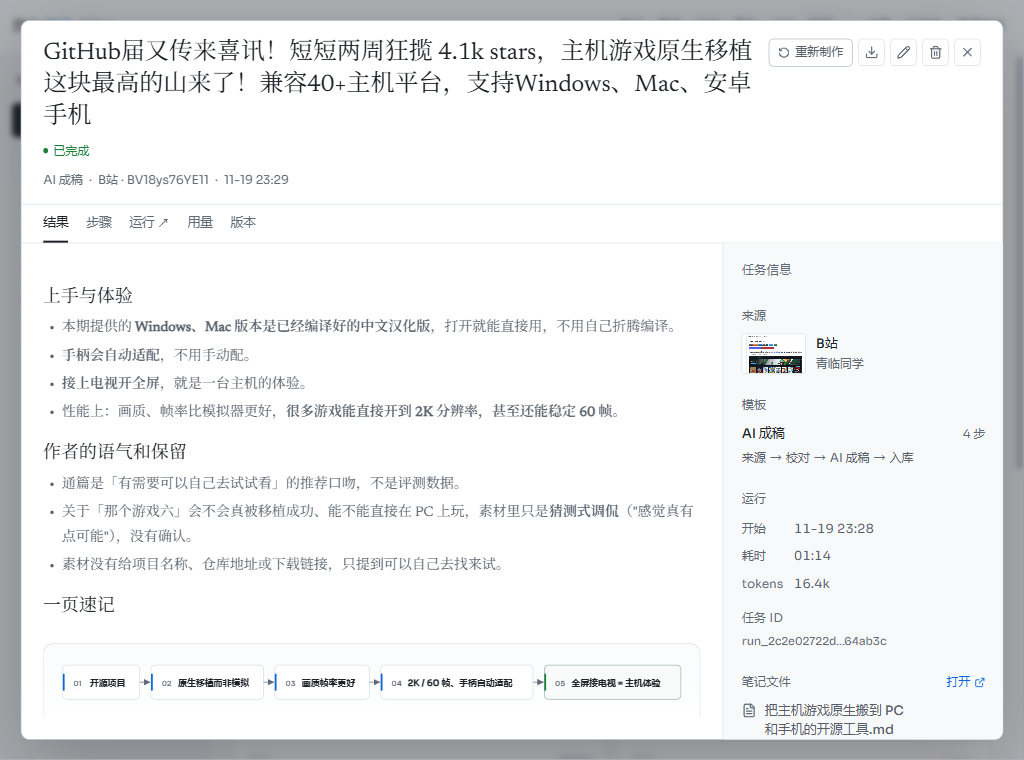 GitHub届又传来喜讯！短短两周狂揽 4.1k stars，主机游戏原生移植
这块最高的山来了！兼容40+主机平台，支持Windows、Mac、安卓
手机
重新制作
已完成
AI 成稿 · B站 · BV18ys76YE11 · 11-19 23:29
结果 步骤 运行 ↗ 用量 版本
上手与体验
• 本期提供的 Windows、Mac 版本是已经编译好的中文汉化版，打开就能直接用，不用自己折腾编译。
• 手柄会自动适配，不用手动配。
• 接上电视开全屏，就是一台主机的体验。
• 性能上：画质、帧率比模拟器更好，很多游戏能直接开到 2K 分辨率，甚至还能稳定 60 帧。
作者的语气和保留
• 通篇是「有需要可以自己去试试看」的推荐口吻，不是评测数据。
• 关于「那个游戏六」会不会真被移植成功、能不能直接在 PC 上玩，素材里只是猜测式调侃（"感觉真有
点可能"），没有确认。
• 素材没有给项目名称、仓库地址或下载链接，只提到可以自己去找来试。
一页速记
01 开源项目
02 原生移植而非模拟
03 画质帧率更好
04 2K / 60 帧、手柄自动适配
05 全屏接电视 = 主机体验
任务信息
来源
B站
青临同学
模板
AI 成稿 4 步
来源 → 校对 → AI 成稿 → 入库
运行
开始 11-19 23:28
耗时 01:14
tokens 16.4k
任务 ID
run_2c2e02722d...64ab3c
笔记文件 打开
把主机游戏原生搬到 PC
和手机的开源工具.md